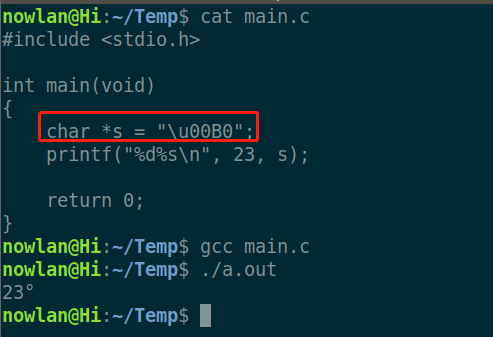 nowlan@Hi:~/Temp$ cat main.c
#include <stdio.h>

int main(void)
{
    char *s = "\u00B0";
    printf("%d%s\n", 23, s);

    return 0;
}
nowlan@Hi:~/Temp$ gcc main.c
nowlan@Hi:~/Temp$ ./a.out
23°
nowlan@Hi:~/Temp$